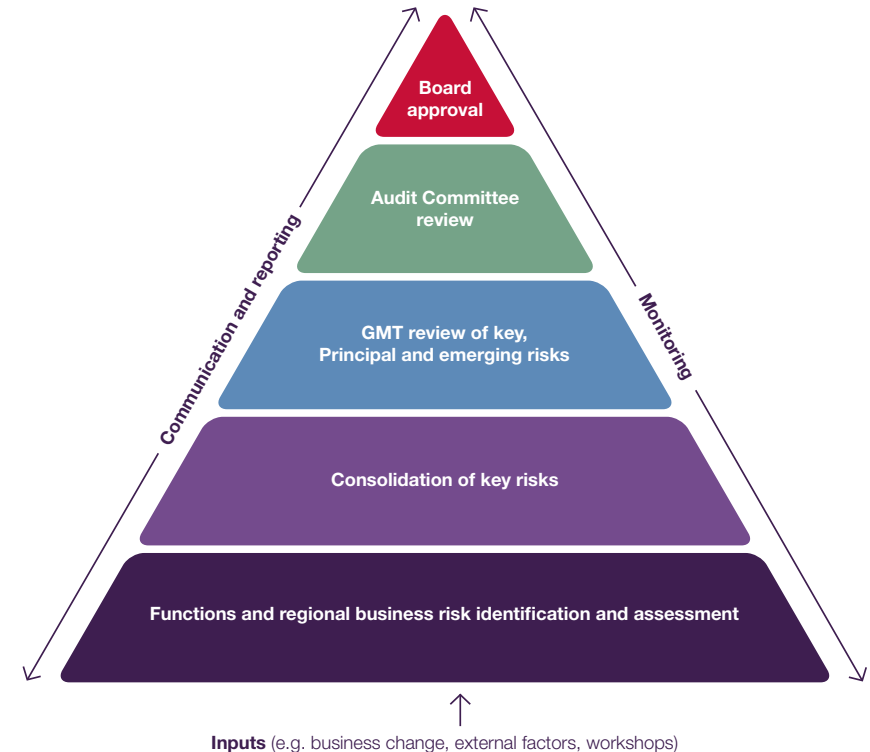 Board
approval
Audit Committee
review
Communication and reporting
Monitoring
GMT review of key,
Principal and emerging risks
Consolidation of key risks
Functions and regional business risk identification and assessment
Inputs (e.g. business change, external factors, workshops)